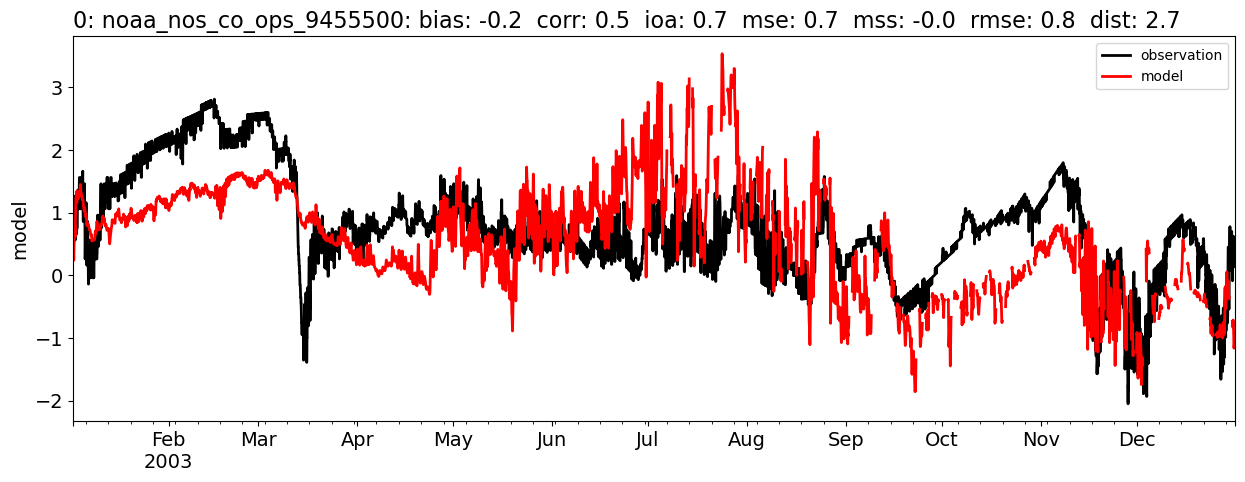 0: noaa_nos_co_ops_9455500: bias: -0.2  corr: 0.5  ioa: 0.7  mse: 0.7  mss: -0.0  rmse: 0.8  dist: 2.7
observation
model
model
3
2
1
0
−1
−2
Feb Mar Apr May Jun Jul Aug Sep Oct Nov Dec
2003